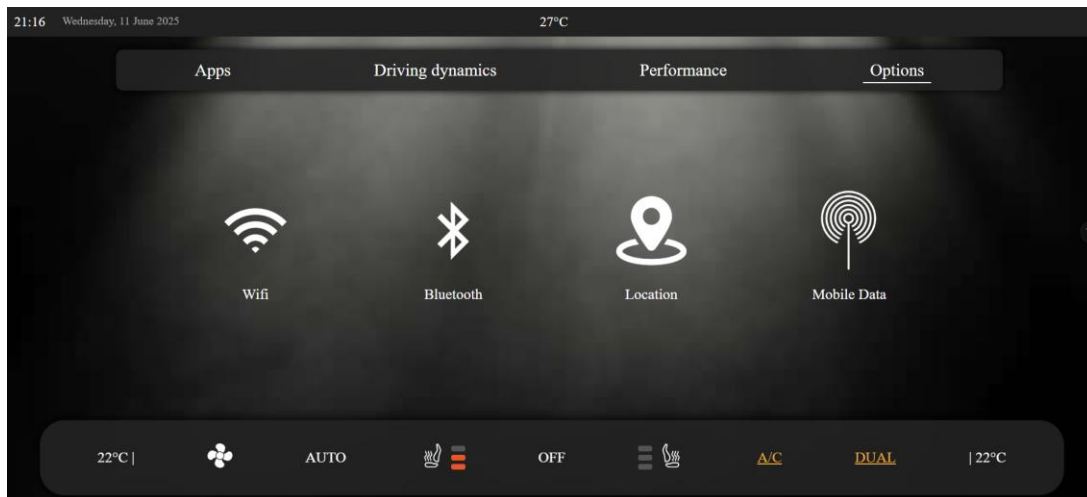 21:16 Wednesday, 11 June 2025 27°C
Apps Driving dynamics Performance Options
Wifi Bluetooth Location Mobile Data
22°C | AUTO OFF A/C DUAL | 22°C